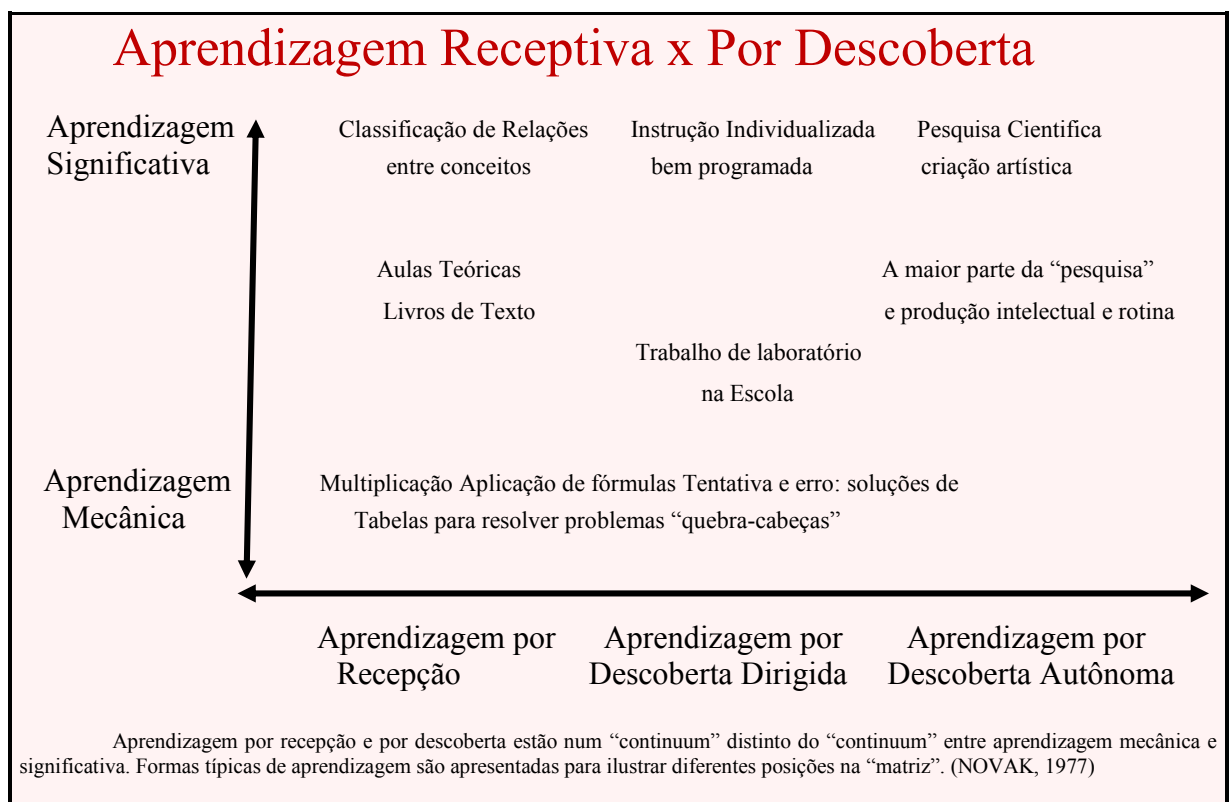 Aprendizagem Receptiva x Por Descoberta
Aprendizagem
Significativa
Classificação de Relações
entre conceitos
Instrução Individualizada
bem programada
Pesquisa Cientifica
criação artística
Aulas Teóricas
Livros de Texto
A maior parte da “pesquisa”
e produção intelectual e rotina
Trabalho de laboratório
na Escola
Aprendizagem
Mecânica
Multiplicação Aplicação de fórmulas Tentativa e erro: soluções de
Tabelas para resolver problemas “quebra-cabeças”
Aprendizagem por
Recepção
Aprendizagem por
Descoberta Dirigida
Aprendizagem por
Descoberta Autônoma
Aprendizagem por recepção e por descoberta estão num “continuum” distinto do “continuum” entre aprendizagem mecânica e
significativa. Formas típicas de aprendizagem são apresentadas para ilustrar diferentes posições na “matriz”. (NOVAK, 1977)